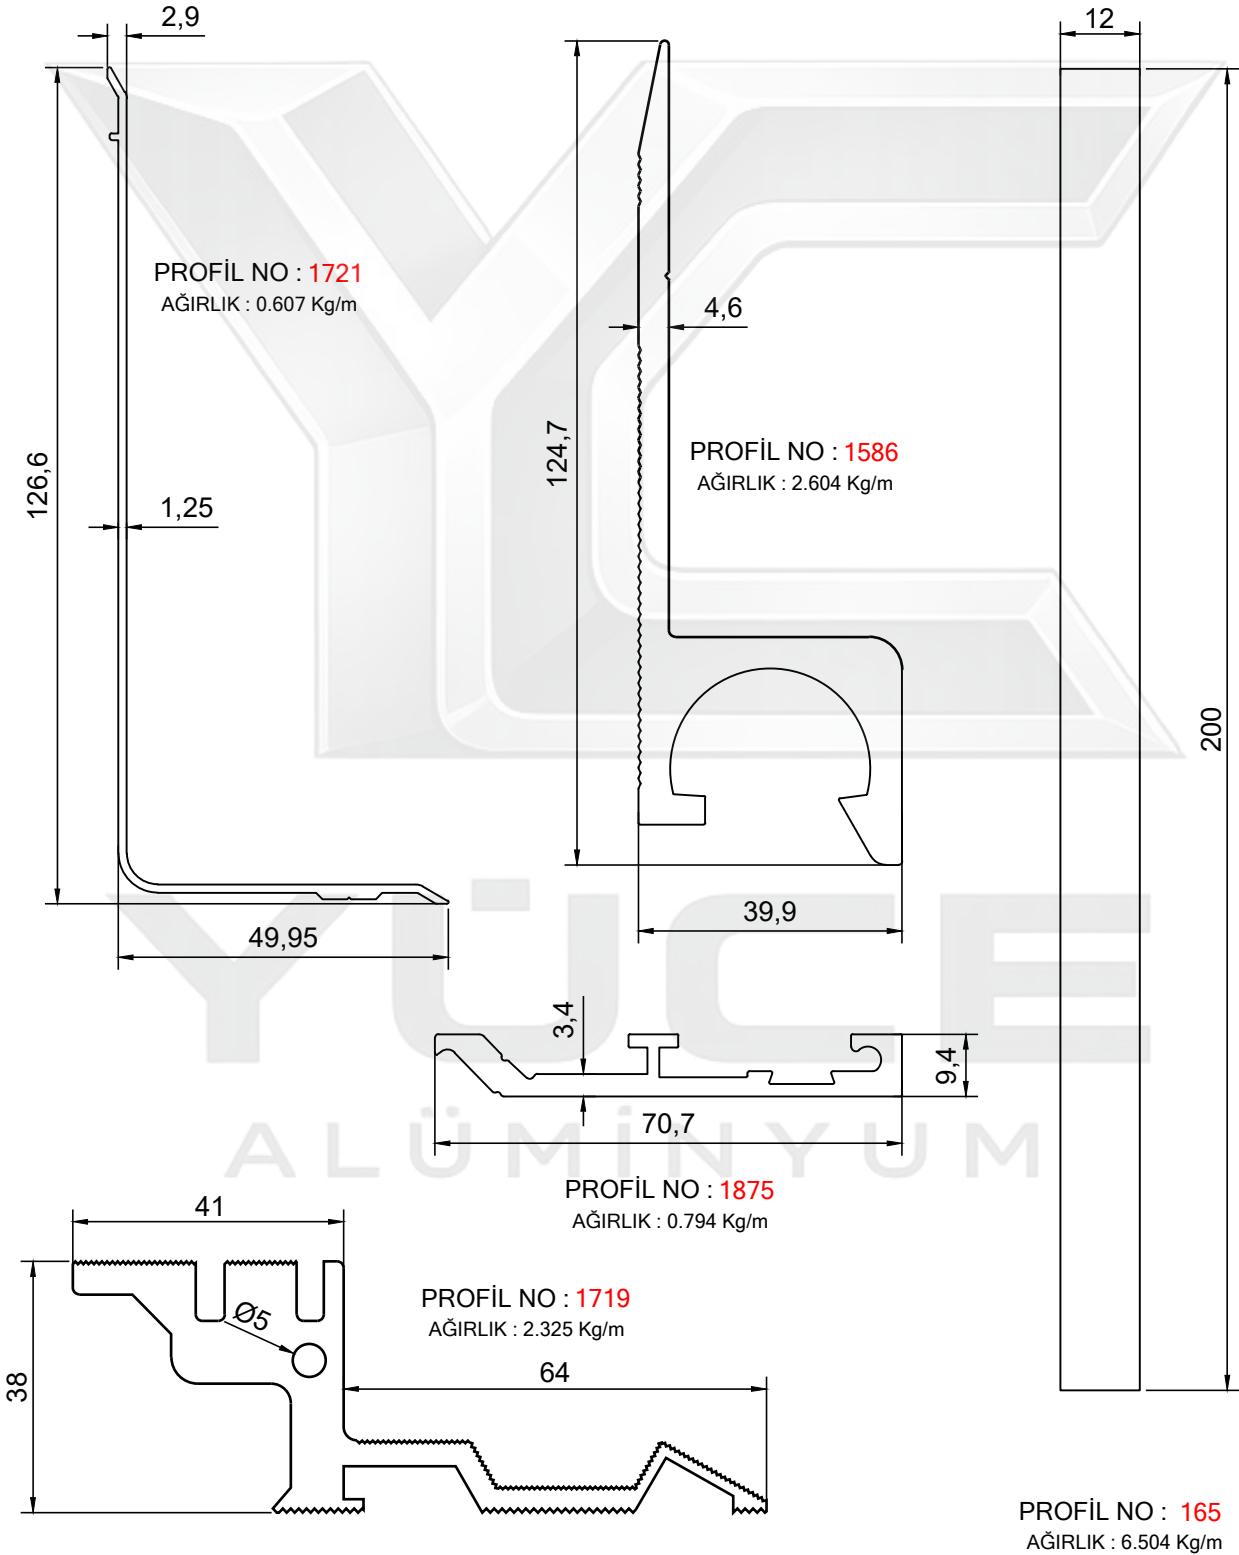 2,9
12
PROFİL NO : 1721
AĞIRLIK : 0.607 Kg/m
4,6
124,7
PROFİL NO : 1586
AĞIRLIK : 2.604 Kg/m
126,6
1,25
200
39,9
49,95
YÜCE
3,4
9,4
70,7
ALÜMİNYUM
PROFİL NO : 1875
AĞIRLIK : 0.794 Kg/m
41
PROFİL NO : 1719
AĞIRLIK : 2.325 Kg/m
Ø5
38
64
PROFİL NO : 165
AĞIRLIK : 6.504 Kg/m